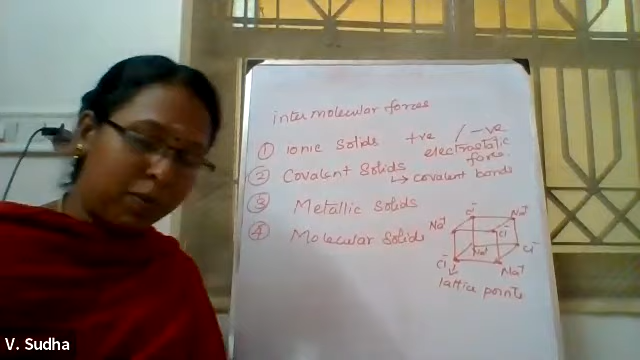 inter molecular forces
① Ionic Solids +ve / -ve
electrostatic
force.
② Covalent Solids
↳ covalent bonds
③ Metallic Solids
④ Molecular Solids
Cl⁻ Na⁺
Na⁺ Cl⁻
Na⁺ Cl⁻
Cl⁻ Na⁺
lattice points
V. Sudha